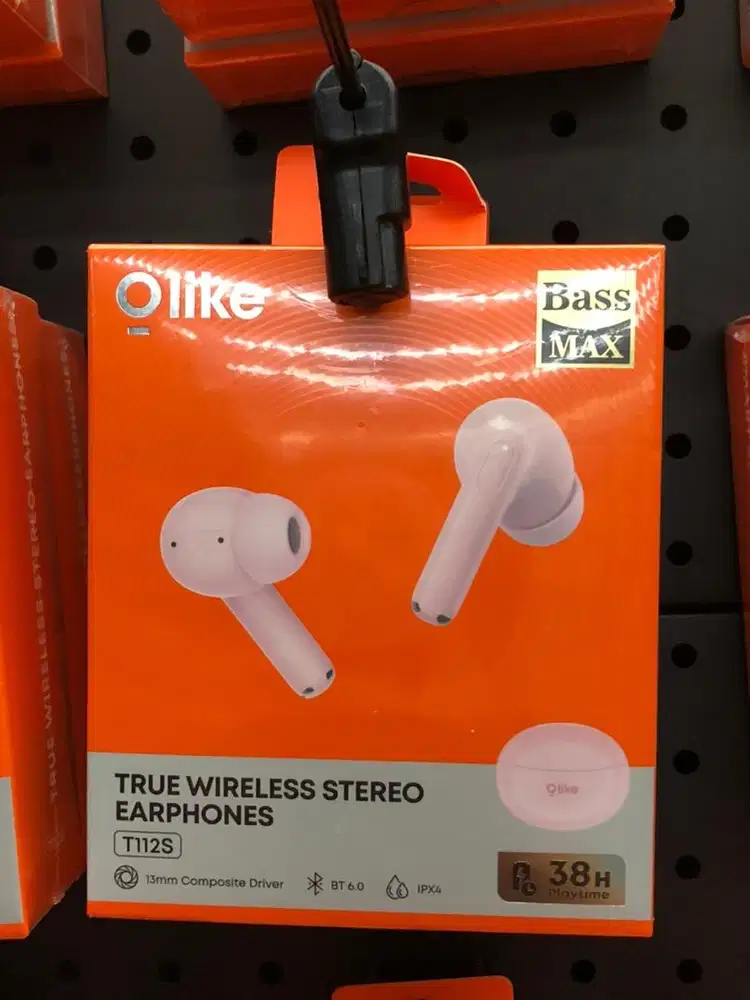 Olike
Bass
MAX
TRUE WIRELESS STEREO
EARPHONES
T112S
13mm Composite Driver
BT 6.0
IPX4
Olike
38H
Playtime
TRUE WIRELESS STEREO EARPHONES